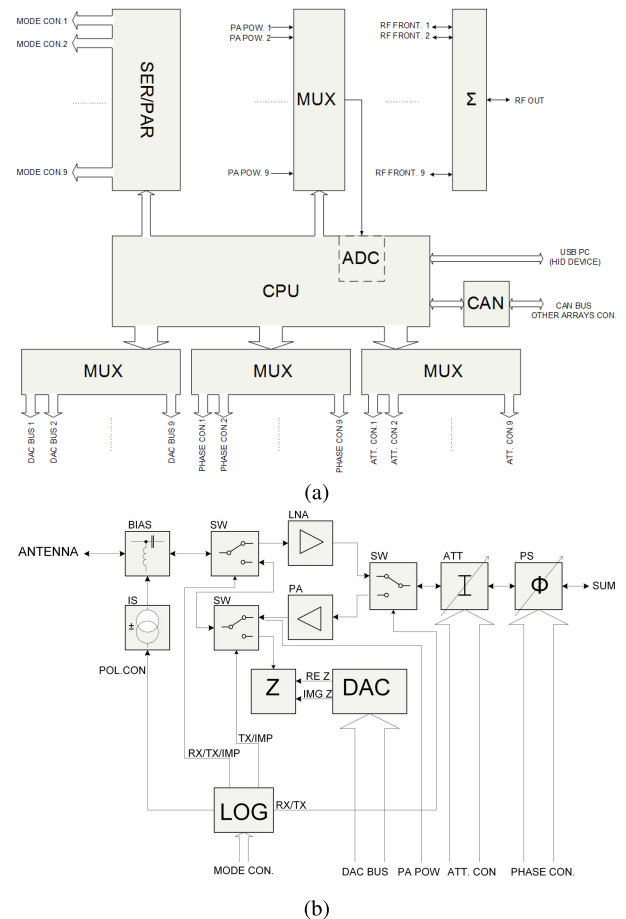 MODE CON.1
MODE CON.2
MODE CON.9
SER/PAR
PA POW. 1
PA POW. 2
PA POW. 9
MUX
RF FRONT. 1
RF FRONT. 2
RF FRONT. 9
Σ
RF OUT
CPU
ADC
USB PC
(HID DEVICE)
CAN
CAN BUS
OTHER ARRAYS CON.
MUX
MUX
MUX
DAC BUS 1
DAC BUS 2
DAC BUS 9
PHASE CON.1
PHASE CON.2
PHASE CON.9
ATT. CON.1
ATT. CON.2
ATT. CON.9
(a)
ANTENNA
BIAS
SW
LNA
SW
ATT
PS
Φ
SUM
IS
±
SW
PA
POL.CON
Z
RE Z
IMG Z
DAC
TX/IMP
RX/TX/IMP
LOG
RX/TX
MODE CON.
DAC BUS
PA POW
ATT. CON
PHASE CON.
(b)